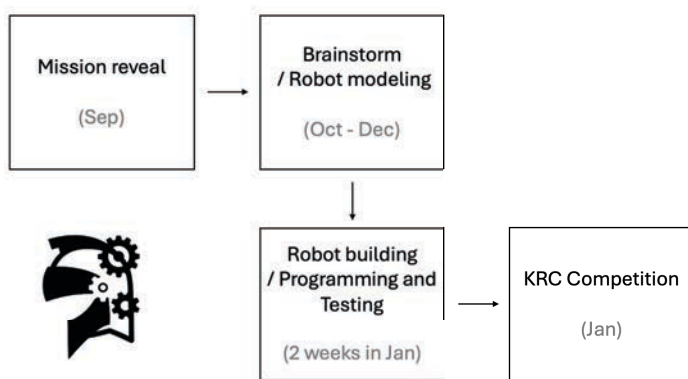 Mission reveal
(Sep)
Brainstorm
/ Robot modeling
(Oct - Dec)
Robot building
/ Programming and
Testing
(2 weeks in Jan)
KRC Competition
(Jan)